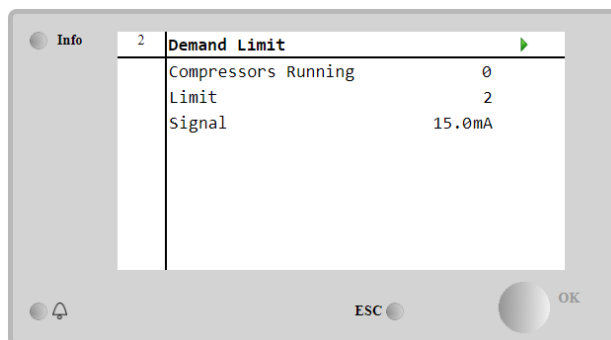 Info
2 Demand Limit
Compressors Running 0
Limit 2
Signal 15.0mA
ESC OK